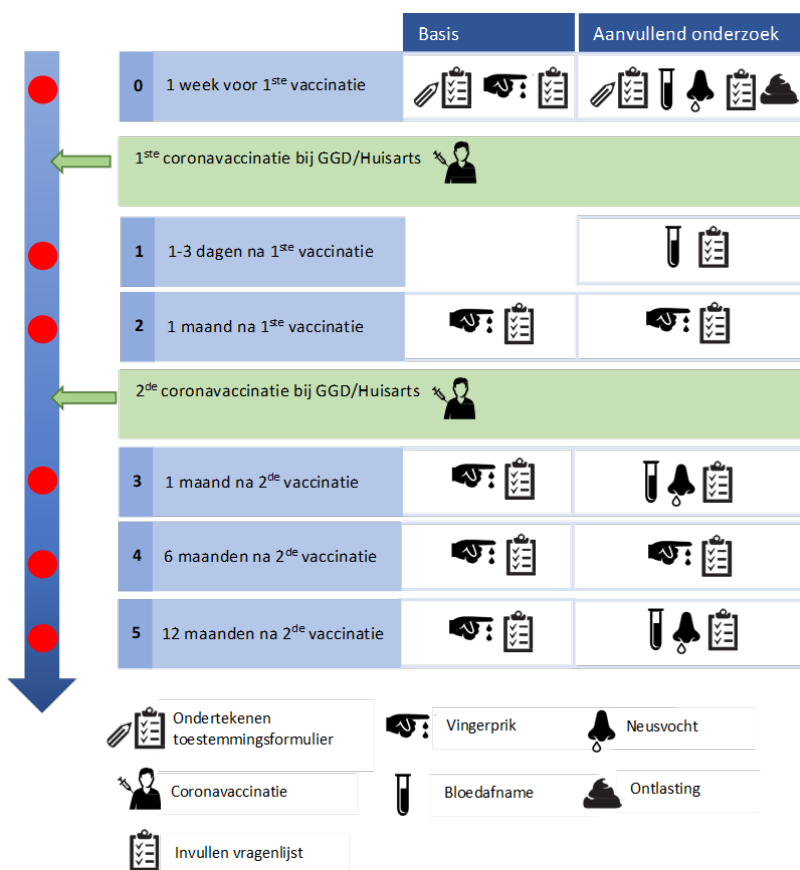 Basis
Aanvullend onderzoek
0 1 week voor 1ste vaccinatie
1ste coronavaccinatie bij GGD/Huisarts
1 1-3 dagen na 1ste vaccinatie
2 1 maand na 1ste vaccinatie
2de coronavaccinatie bij GGD/Huisarts
3 1 maand na 2de vaccinatie
4 6 maanden na 2de vaccinatie
5 12 maanden na 2de vaccinatie
Ondertekenen
toestemmingsformulier
Vingerprik
Neusvocht
Coronavaccinatie
Bloedafname
Ontlasting
Invullen vragenlijst